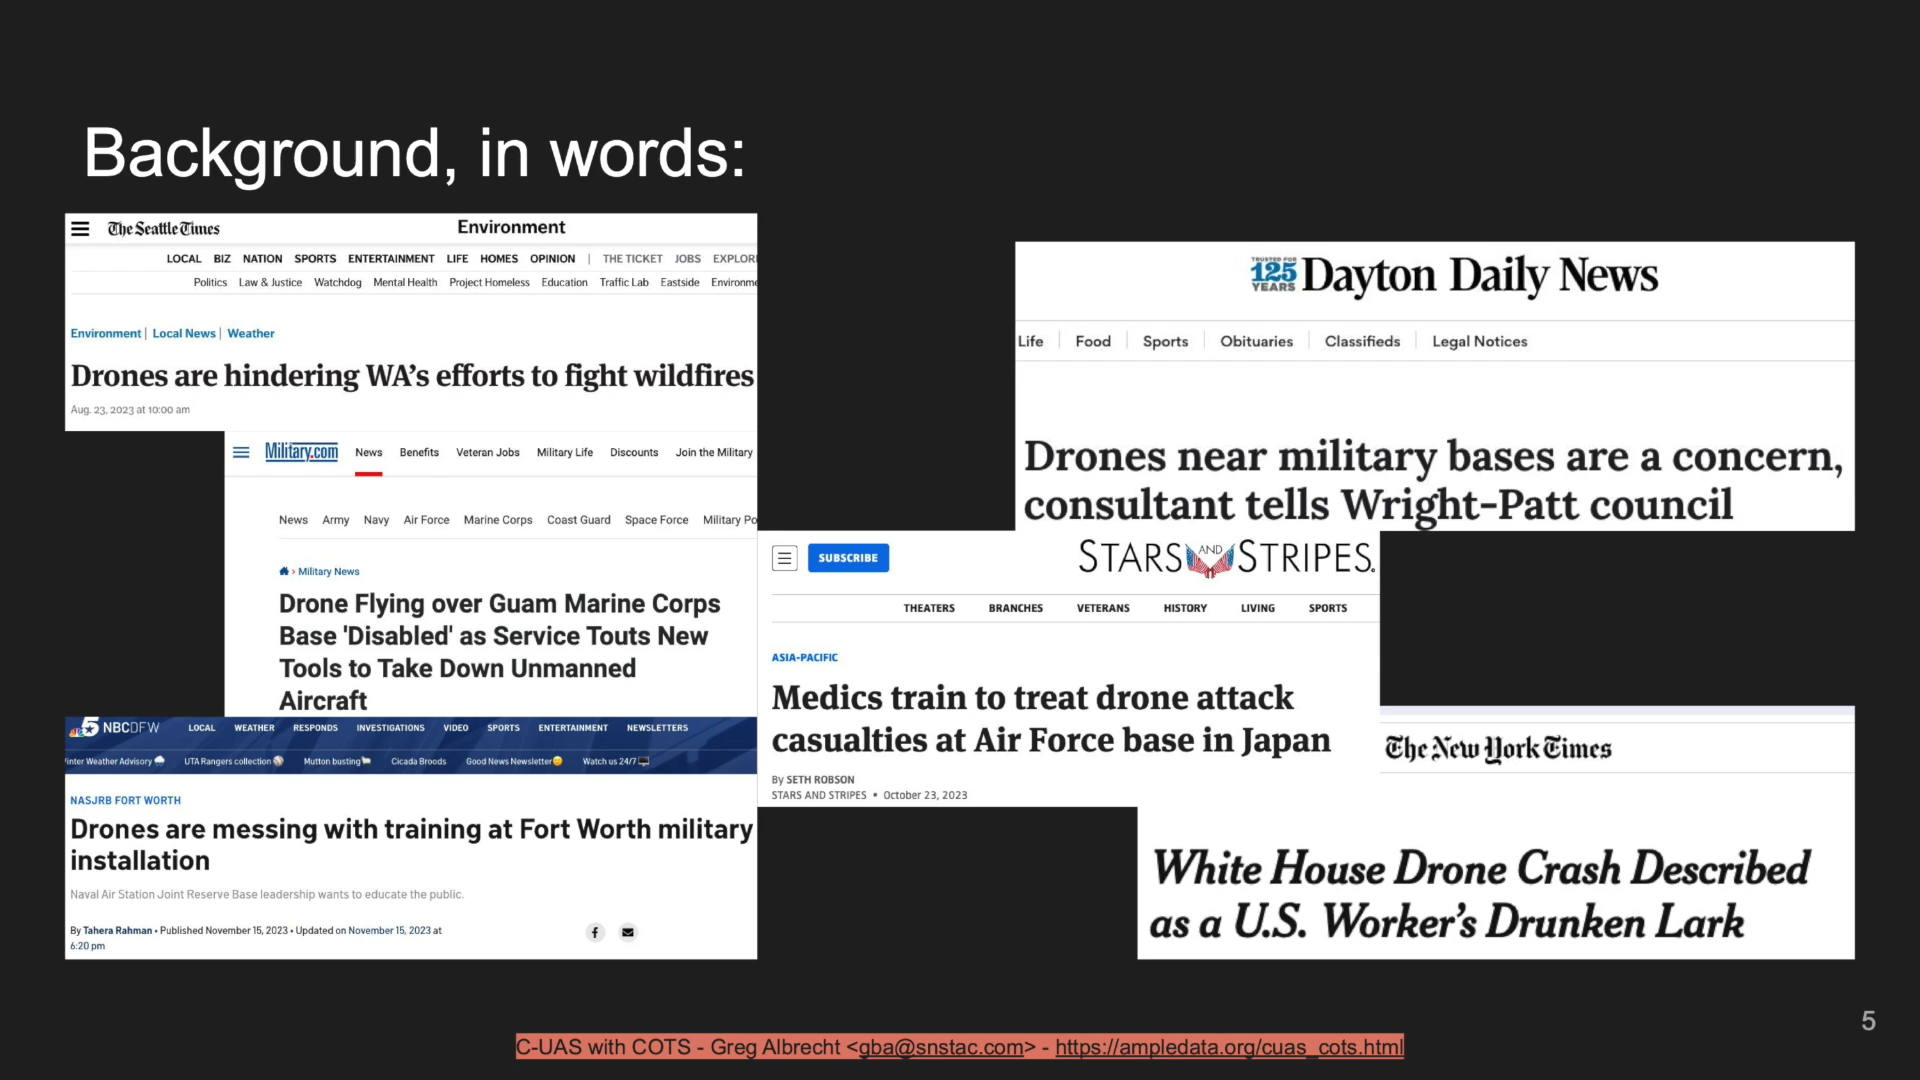 Background, in words:
The Seattle Times
Environment
LOCAL BIZ NATION SPORTS ENTERTAINMENT LIFE HOMES OPINION | THE TICKET JOBS EXPLOR
Politics Law & Justice Watchdog Mental Health Project Homeless Education Traffic Lab Eastside Environme
Environment | Local News | Weather
Drones are hindering WA's efforts to fight wildfires
Aug. 23, 2023 at 10:00 am
Military.com News Benefits Veteran Jobs Military Life Discounts Join the Military
News Army Navy Air Force Marine Corps Coast Guard Space Force Military Po
› Military News
Drone Flying over Guam Marine Corps
Base 'Disabled' as Service Touts New
Tools to Take Down Unmanned
Aircraft
5 NBCDFW LOCAL WEATHER RESPONDS INVESTIGATIONS VIDEO SPORTS ENTERTAINMENT NEWSLETTERS
inter Weather Advisory UTA Rangers collection Mutton busting Cicada Broods Good News Newsletter Watch us 24/7
NASJRB FORT WORTH
Drones are messing with training at Fort Worth military
installation
Naval Air Station Joint Reserve Base leadership wants to educate the public.
By Tahera Rahman • Published November 15, 2023 • Updated on November 15, 2023 at
6:20 pm
TRUSTED FOR
125
YEARS
Dayton Daily News
Life Food Sports Obituaries Classifieds Legal Notices
Drones near military bases are a concern,
consultant tells Wright-Patt council
SUBSCRIBE
STARS AND STRIPES.
THEATERS BRANCHES VETERANS HISTORY LIVING SPORTS
ASIA-PACIFIC
Medics train to treat drone attack
casualties at Air Force base in Japan
By SETH ROBSON
STARS AND STRIPES • October 23, 2023
The New York Times
White House Drone Crash Described
as a U.S. Worker's Drunken Lark
5
C-UAS with COTS - Greg Albrecht <gba@snstac.com> - https://ampledata.org/cuas_cots.html